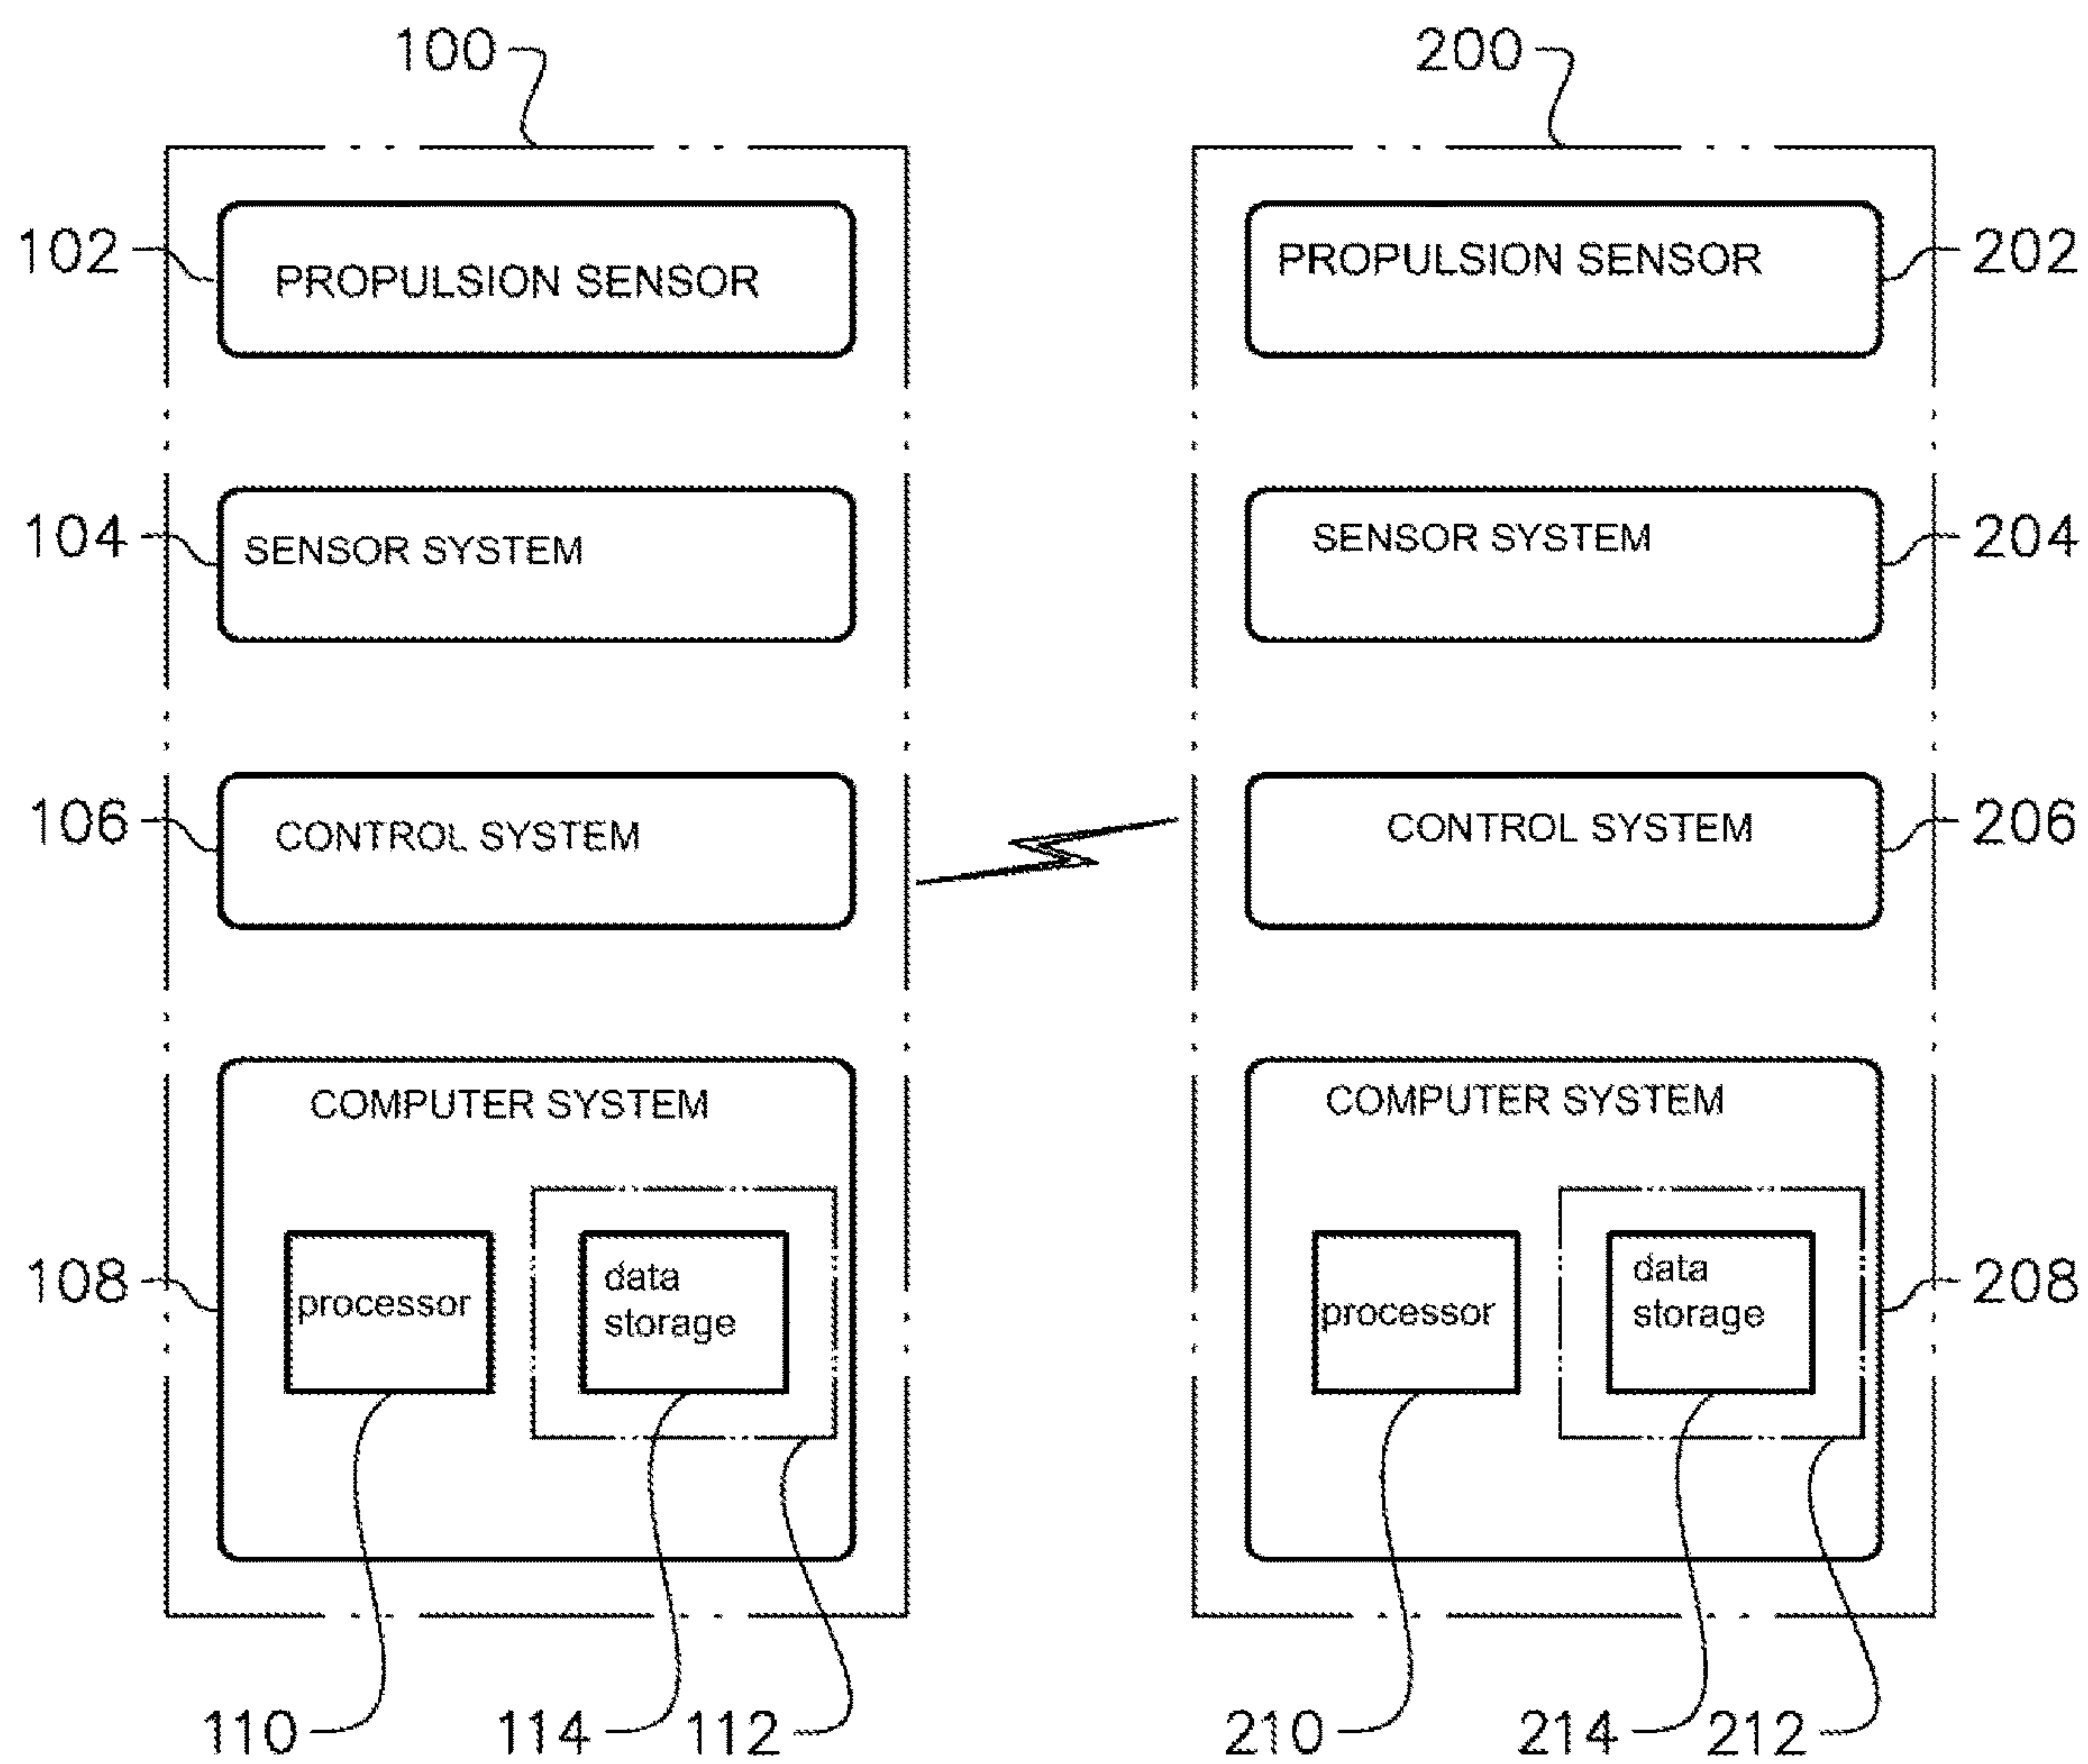 100
200
102
PROPULSION SENSOR
PROPULSION SENSOR
202
104
SENSOR SYSTEM
SENSOR SYSTEM
204
106
CONTROL SYSTEM
CONTROL SYSTEM
206
COMPUTER SYSTEM
COMPUTER SYSTEM
108
processor
data
storage
processor
data
storage
208
110
114
112
210
214
212